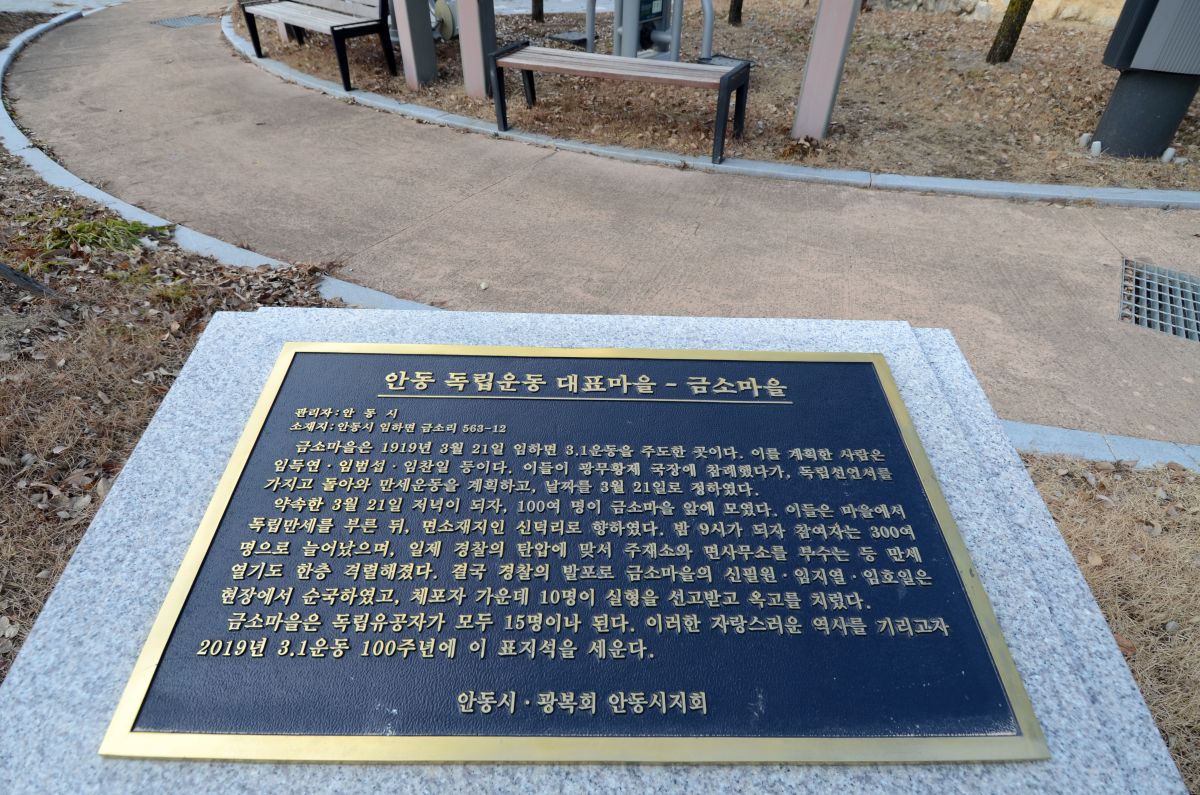 안동 독립운동 대표마을 - 금소마을
관리자 : 안 동 시
소재지 : 안동시 임하면 금소리 563-12
금소마을은 1919년 3월 21일 임하면 3.1운동을 주도한 곳이다. 이를 계획한 사람은
임득연 · 임범섭 · 임찬일 등이다. 이들이 광무황제 국장에 참례했다가, 독립선언서를
가지고 돌아와 만세운동을 계획하고, 날짜를 3월 21일로 정하였다.
약속한 3월 21일 저녁이 되자, 100여 명이 금소마을 앞에 모였다. 이들은 마을에서
독립만세를 부른 뒤, 면소재지인 신덕리로 향하였다. 밤 9시가 되자 참여자는 300여
명으로 늘어났으며, 일제 경찰의 탄압에 맞서 주재소와 면사무소를 부수는 등 만세
열기도 한층 격렬해졌다. 결국 경찰의 발포로 금소마을의 신필원 · 임지열 · 임호일은
현장에서 순국하였고, 체포자 가운데 10명이 실형을 선고받고 옥고를 치렀다.
금소마을은 독립유공자가 모두 15명이나 된다. 이러한 자랑스러운 역사를 기리고자
2019년 3.1운동 100주년에 이 표지석을 세운다.
안동시 · 광복회 안동시지회